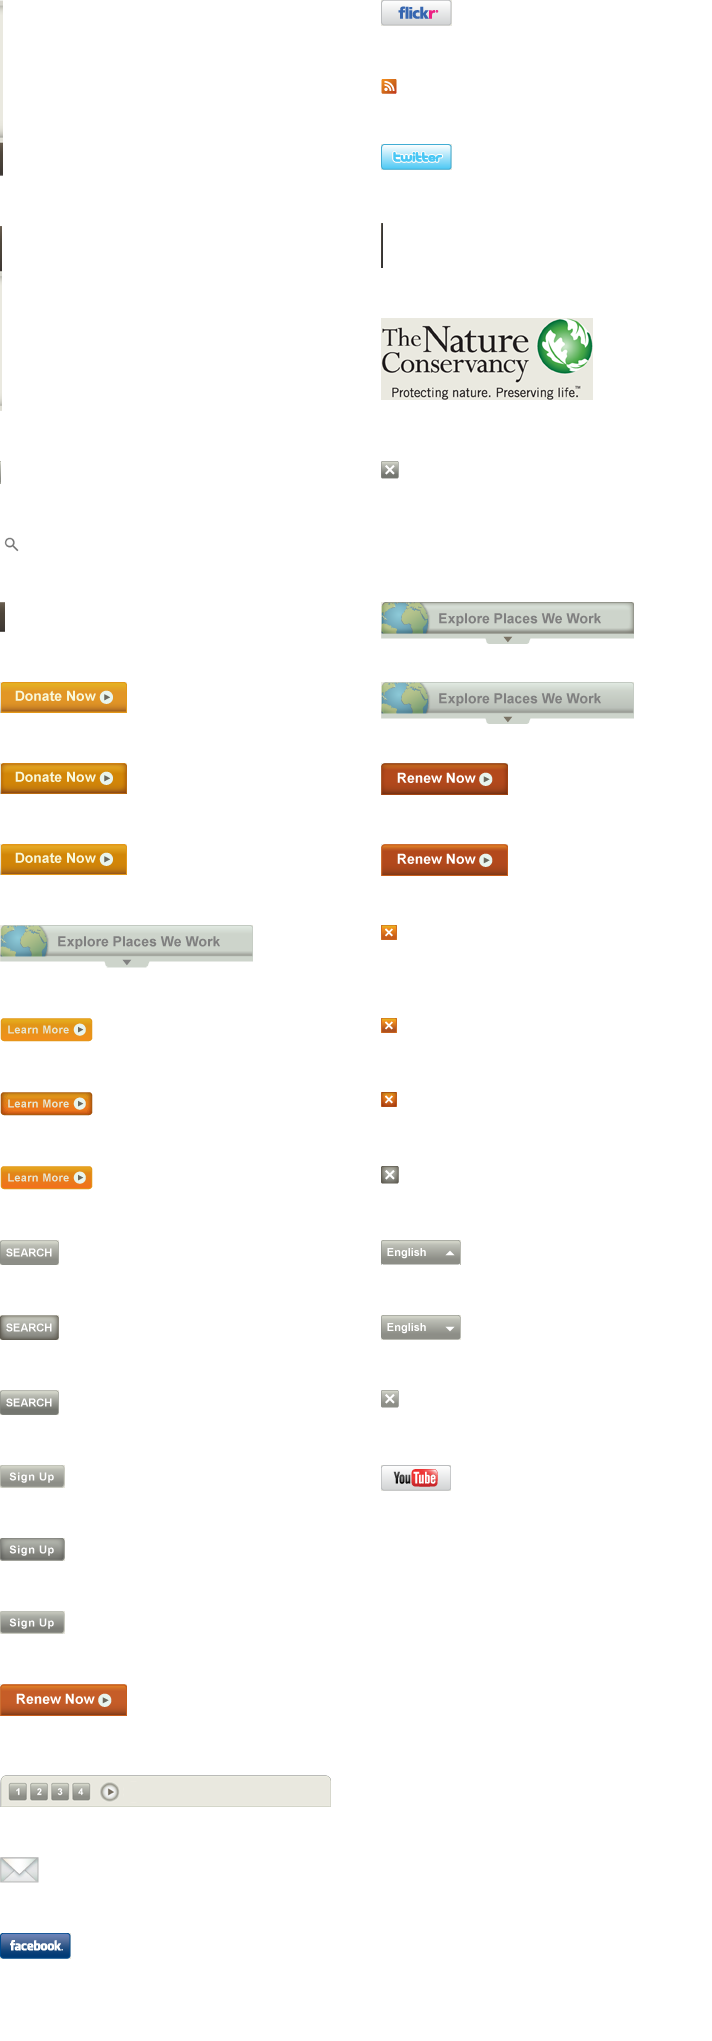 flickr
twitter
The Nature
Conservancy
Protecting nature. Preserving life.™
Explore Places We Work
Donate Now
Explore Places We Work
Donate Now
Renew Now
Donate Now
Renew Now
Explore Places We Work
Learn More
Learn More
Learn More
SEARCH
English
SEARCH
English
SEARCH
Sign Up
YouTube
Sign Up
Sign Up
Renew Now
1 2 3 4
facebook.